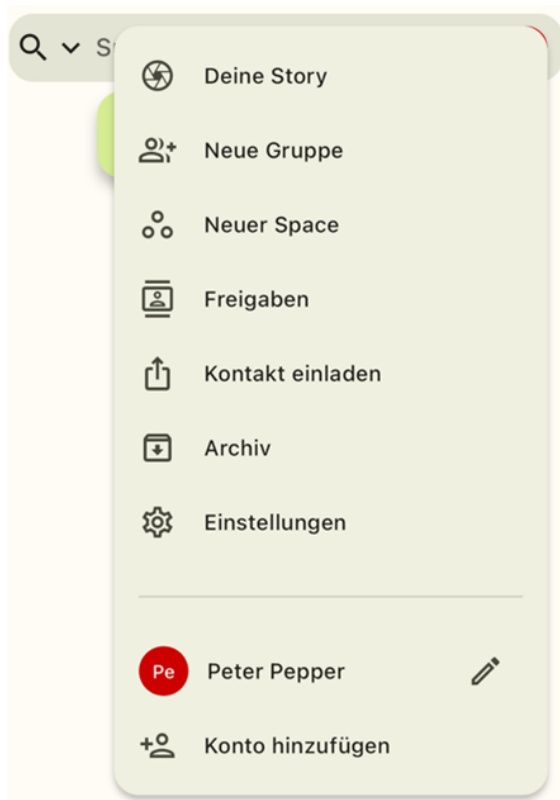 Deine Story
Neue Gruppe
Neuer Space
Freigaben
Kontakt einladen
Archiv
Einstellungen
Pe Peter Pepper
Konto hinzufügen